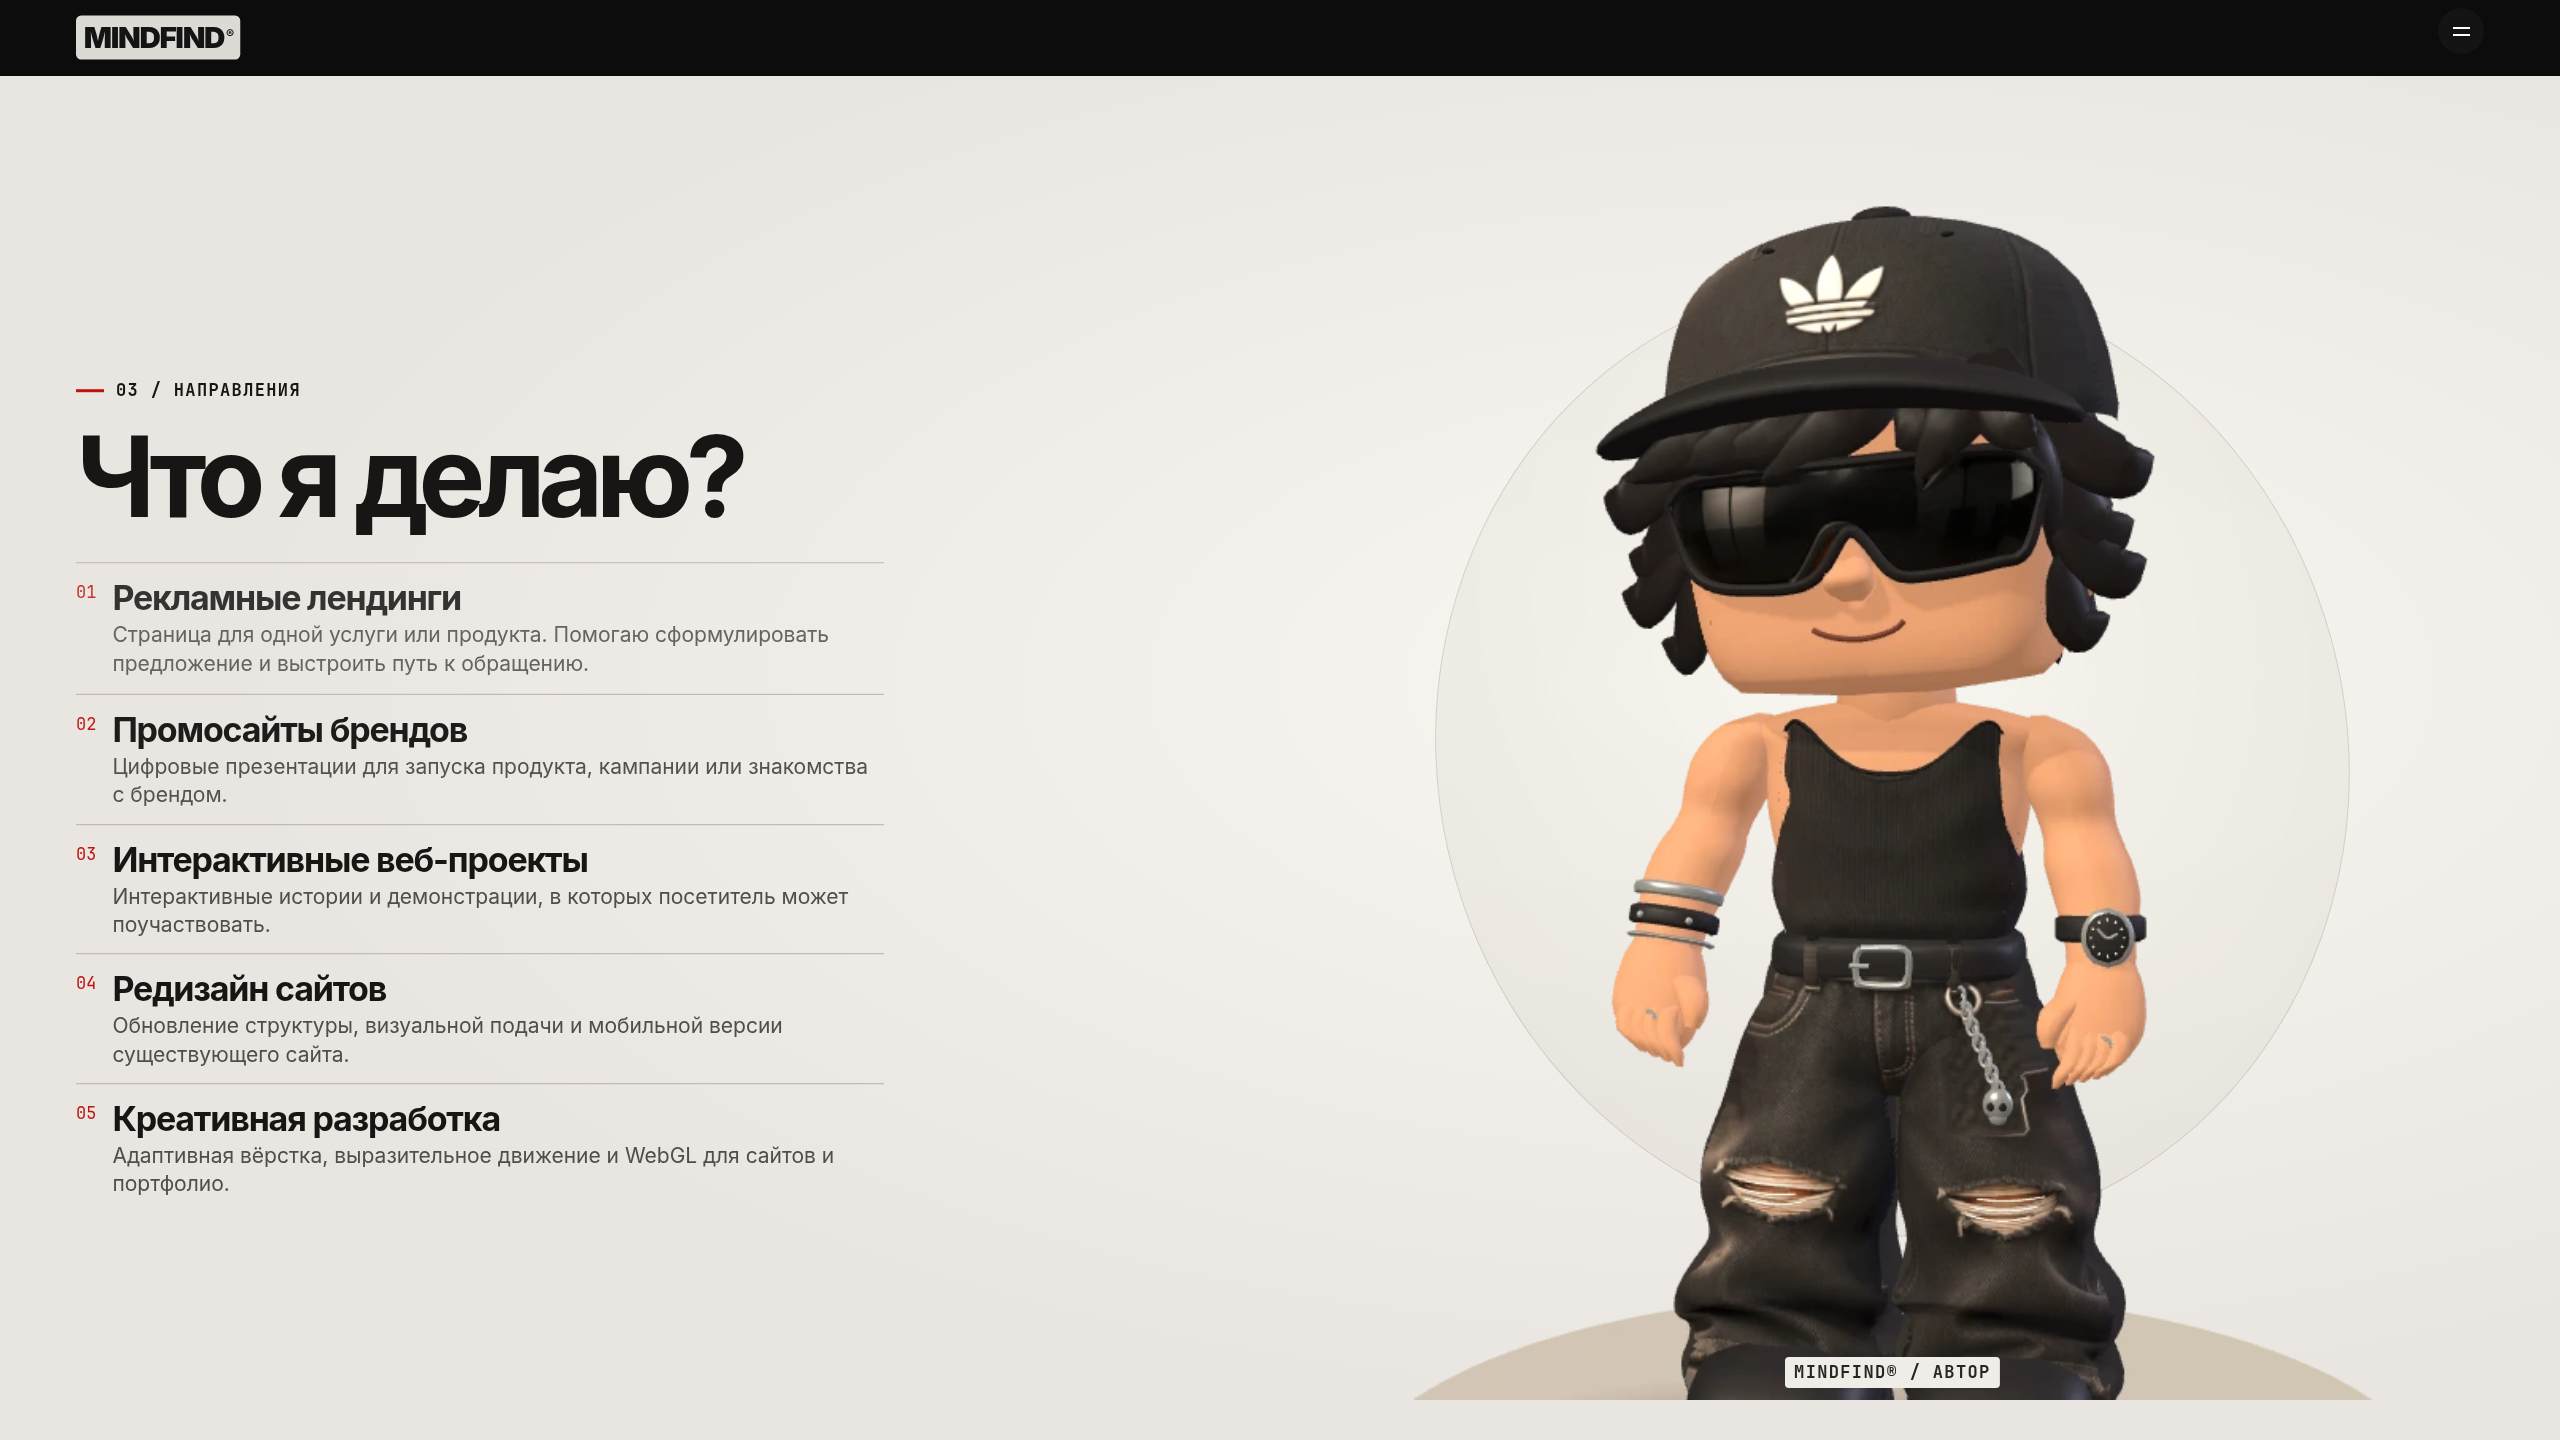 MINDFIND®
03 / НАПРАВЛЕНИЯ
Что я делаю?
01
Рекламные лендинги
Страница для одной услуги или продукта. Помогаю сформулировать
предложение и выстроить путь к обращению.
02
Промосайты брендов
Цифровые презентации для запуска продукта, кампании или знакомства
с брендом.
03
Интерактивные веб-проекты
Интерактивные истории и демонстрации, в которых посетитель может
поучаствовать.
04
Редизайн сайтов
Обновление структуры, визуальной подачи и мобильной версии
существующего сайта.
05
Креативная разработка
Адаптивная вёрстка, выразительное движение и WebGL для сайтов и
портфолио.
MINDFIND® / АВТОР